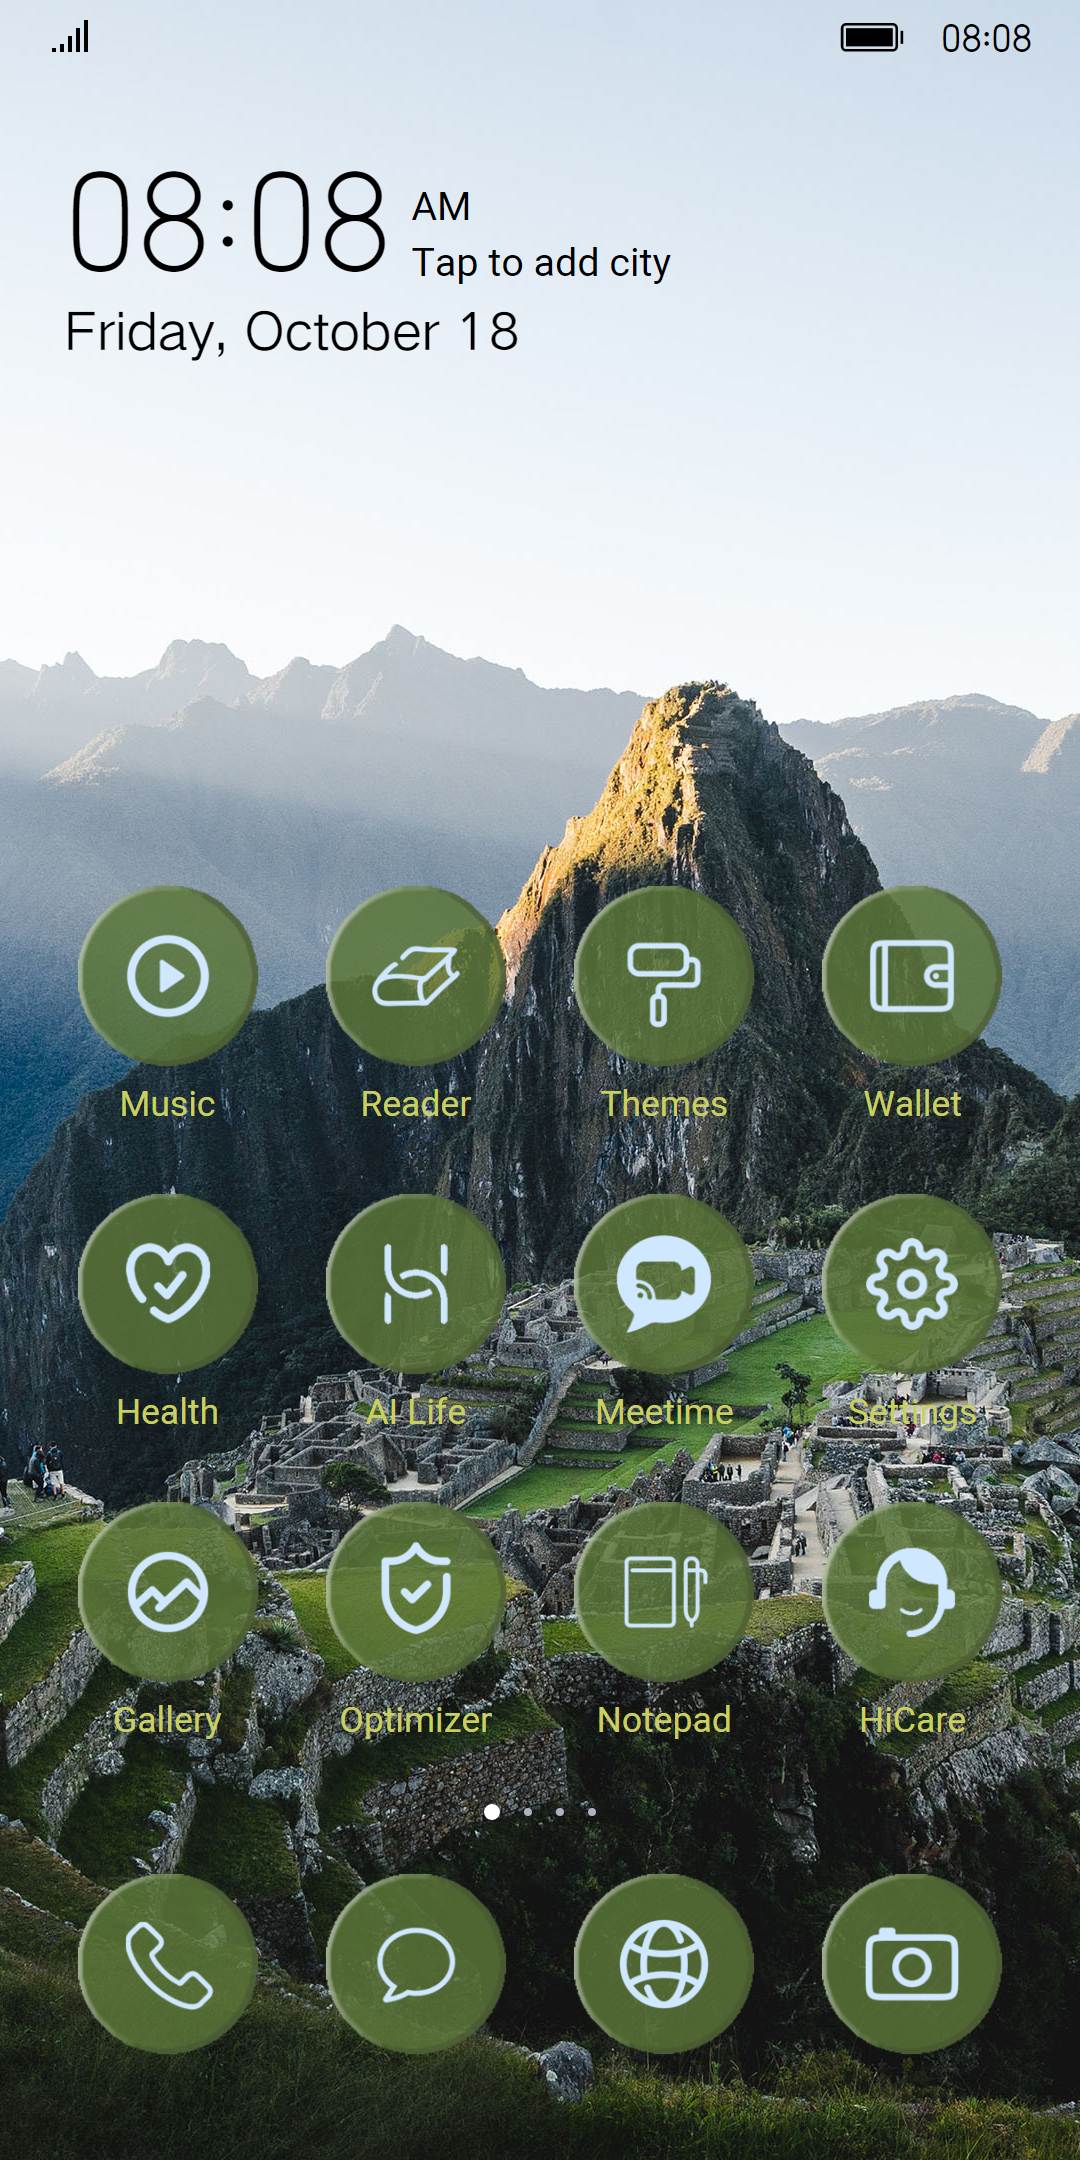 08:08
08:08 AM
Tap to add city
Friday, October 18
Music Reader Themes Wallet
Health AI Life Meetime Settings
Gallery Optimizer Notepad HiCare